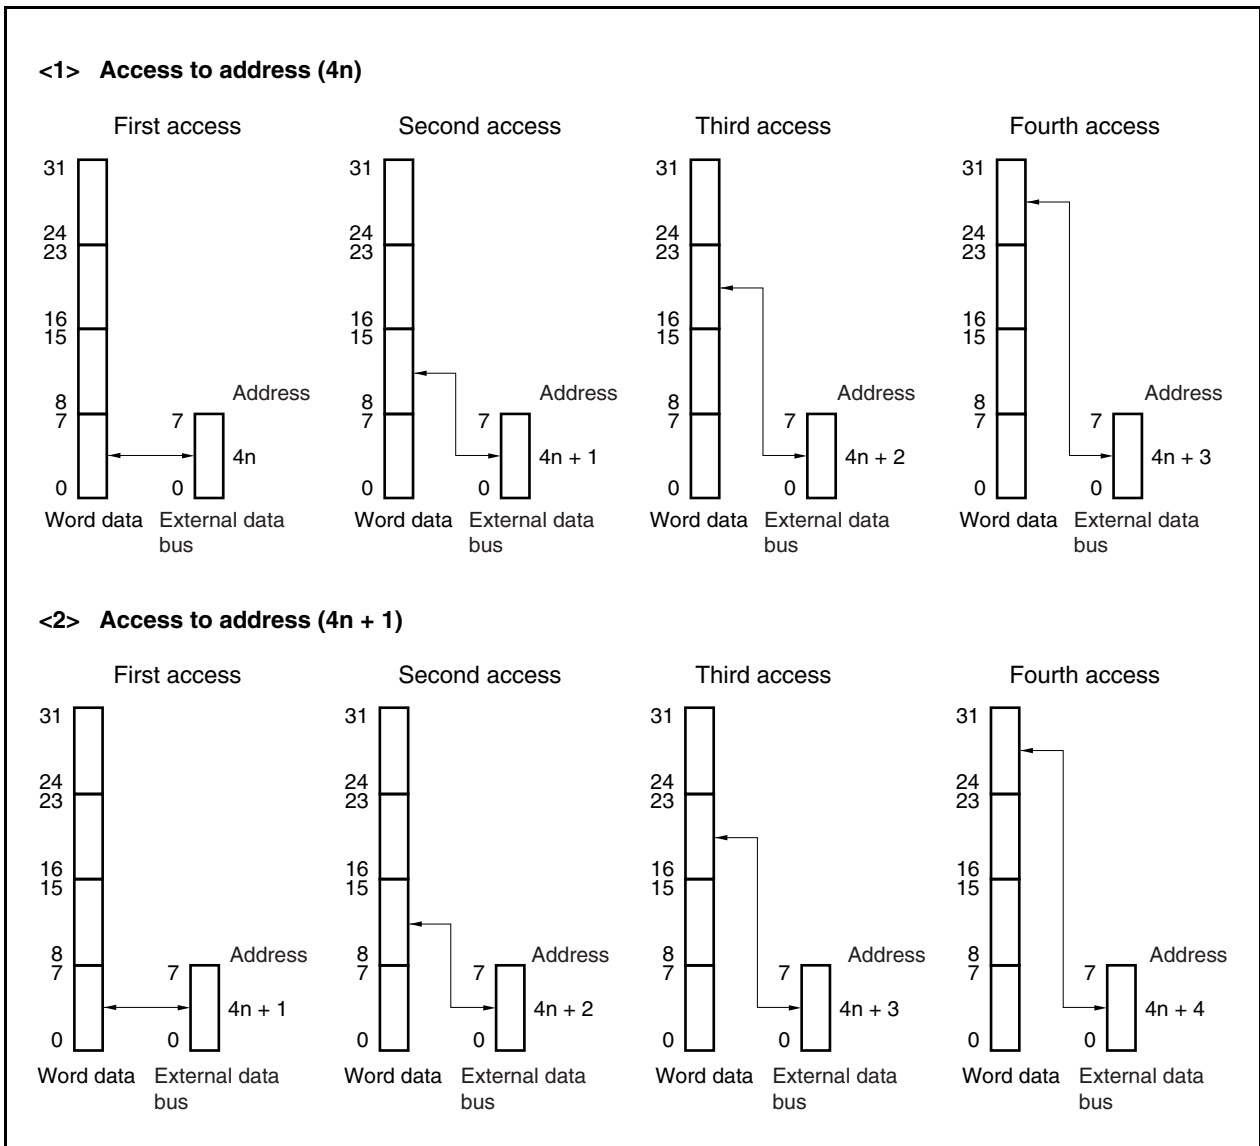 <1> Access to address (4n)
First access
Second access
Third access
Fourth access
31
24
23
16
15
8
7
0
Address
7
4n
0
Word data
External data
bus
31
24
23
16
15
8
7
0
Address
7
4n + 1
0
Word data
External data
bus
31
24
23
16
15
8
7
0
Address
7
4n + 2
0
Word data
External data
bus
31
24
23
16
15
8
7
0
Address
7
4n + 3
0
Word data
External data
bus
<2> Access to address (4n + 1)
First access
Second access
Third access
Fourth access
31
24
23
16
15
8
7
0
Address
7
4n + 1
0
Word data
External data
bus
31
24
23
16
15
8
7
0
Address
7
4n + 2
0
Word data
External data
bus
31
24
23
16
15
8
7
0
Address
7
4n + 3
0
Word data
External data
bus
31
24
23
16
15
8
7
0
Address
7
4n + 4
0
Word data
External data
bus